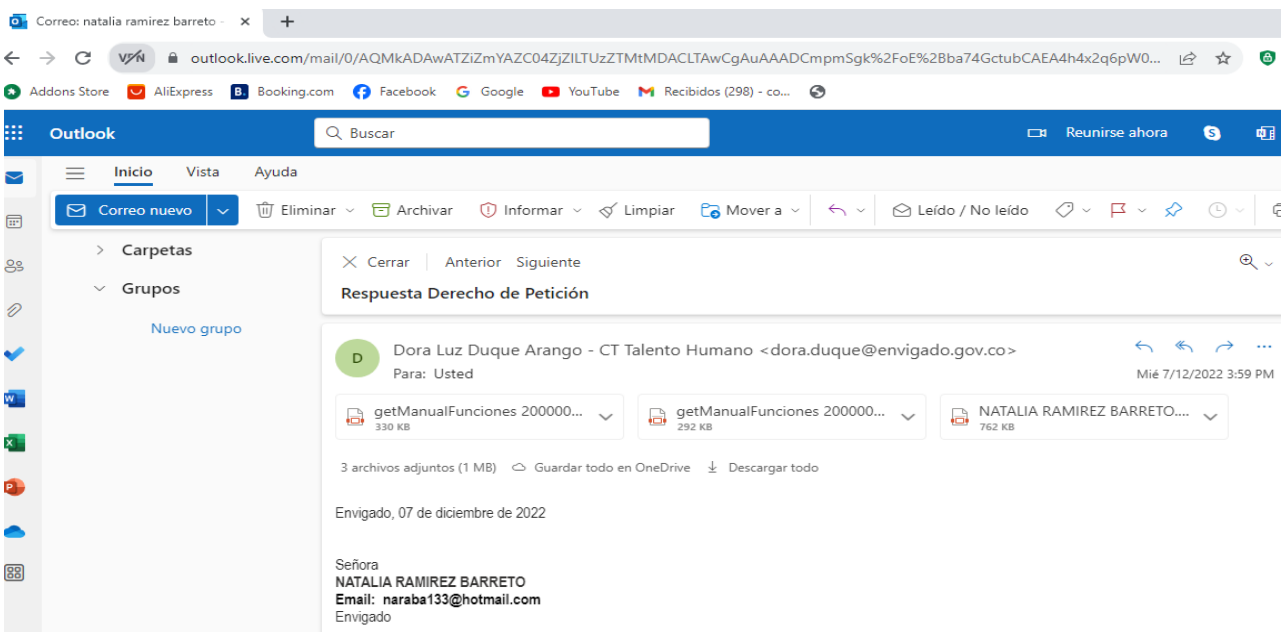 Correo: natalia ramirez barreto -
VPN outlook.live.com/mail/0/AQMkADAwATZiZmYAZC04ZjZILTUzZTMtMDACLTAwCgAuAAADCmpmSgk%2FoE%2Bba74GctubCAEA4h4x2q6pW0...
Addons Store AliExpress B. Booking.com Facebook Google YouTube Recibidos (298) - co...
Outlook Buscar Reunirse ahora
Inicio Vista Ayuda
Correo nuevo Eliminar Archivar Informar Limpiar Mover a Leído / No leído
Carpetas
Cerrar Anterior Siguiente
Grupos
Respuesta Derecho de Petición
Nuevo grupo
D Dora Luz Duque Arango - CT Talento Humano <dora.duque@envigado.gov.co>
Para: Usted Mié 7/12/2022 3:59 PM
getManualFunciones 200000... getManualFunciones 200000... NATALIA RAMIREZ BARRETO....
330 KB 292 KB 762 KB
3 archivos adjuntos (1 MB) Guardar todo en OneDrive Descargar todo
Envigado, 07 de diciembre de 2022
Señora
NATALIA RAMIREZ BARRETO
Email: naraba133@hotmail.com
Envigado